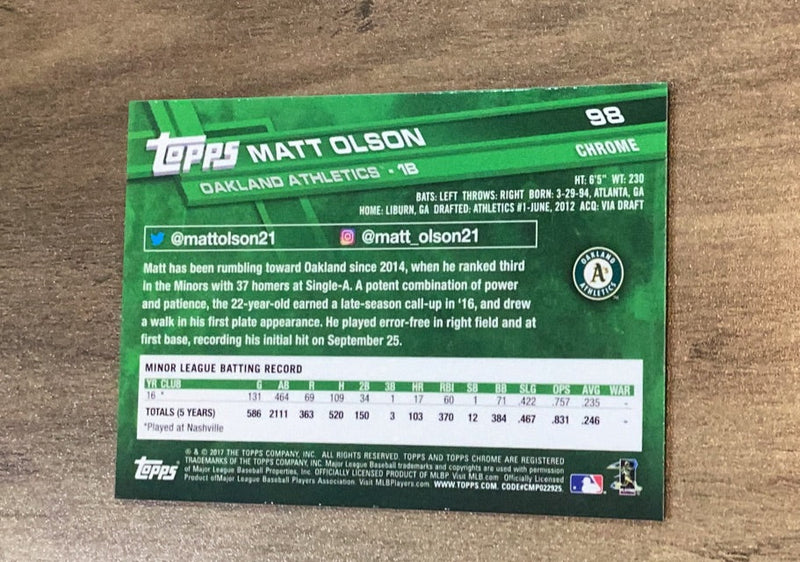 98
Topps MATT OLSON
CHROME
OAKLAND ATHLETICS™ • 1B
HT: 6'5" WT: 230
BATS: LEFT THROWS: RIGHT BORN: 3-29-94, ATLANTA, GA
HOME: LIBURN, GA DRAFTED: ATHLETICS #1-JUNE, 2012 ACQ: VIA DRAFT
@mattolson21 @matt_olson21
OAKLAND A's ATHLETICS
Matt has been rumbling toward Oakland since 2014, when he ranked third
in the Minors with 37 homers at Single-A. A potent combination of power
and patience, the 22-year-old earned a late-season call-up in '16, and drew
a walk in his first plate appearance. He played error-free in right field and at
first base, recording his initial hit on September 25.
MINOR LEAGUE BATTING RECORD
YR CLUB G AB R H 2B 3B HR RBI SB BB SLG OPS AVG WAR
16 * 131 464 69 109 34 1 17 60 1 71 .422 .757 .235 -
TOTALS (5 YEARS) 586 2111 363 520 150 3 103 370 12 384 .467 .831 .246 -
*Played at Nashville
® & © 2017 THE TOPPS COMPANY, INC. ALL RIGHTS RESERVED. TOPPS AND TOPPS CHROME ARE REGISTERED
TRADEMARKS OF THE TOPPS COMPANY, INC. Major League Baseball trademarks and copyrights are used with permission
of Major League Baseball Properties, Inc. OFFICIALLY LICENSED PRODUCT OF MLBP Visit MLB.com Officially Licensed
Product ofMajor League Baseball Players Association. Visit MLBPlayers.com. WWW.TOPPS.COM. CODE#CMP022925.
Topps